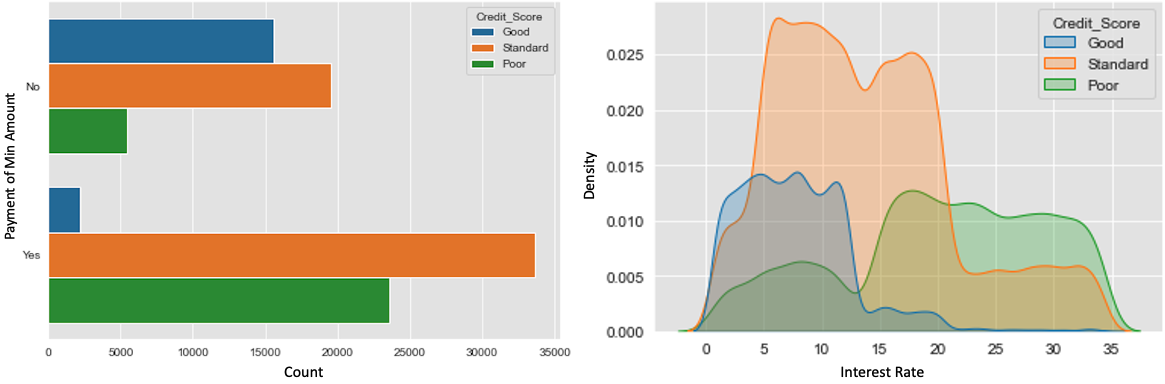 Credit_Score
Good
Standard
Poor
No
Yes
Payment of Min Amount
0 5000 10000 15000 20000 25000 30000 35000
Count
Credit_Score
Good
Standard
Poor
0.025
0.020
0.015
0.010
0.005
0.000
Density
0 5 10 15 20 25 30 35
Interest Rate